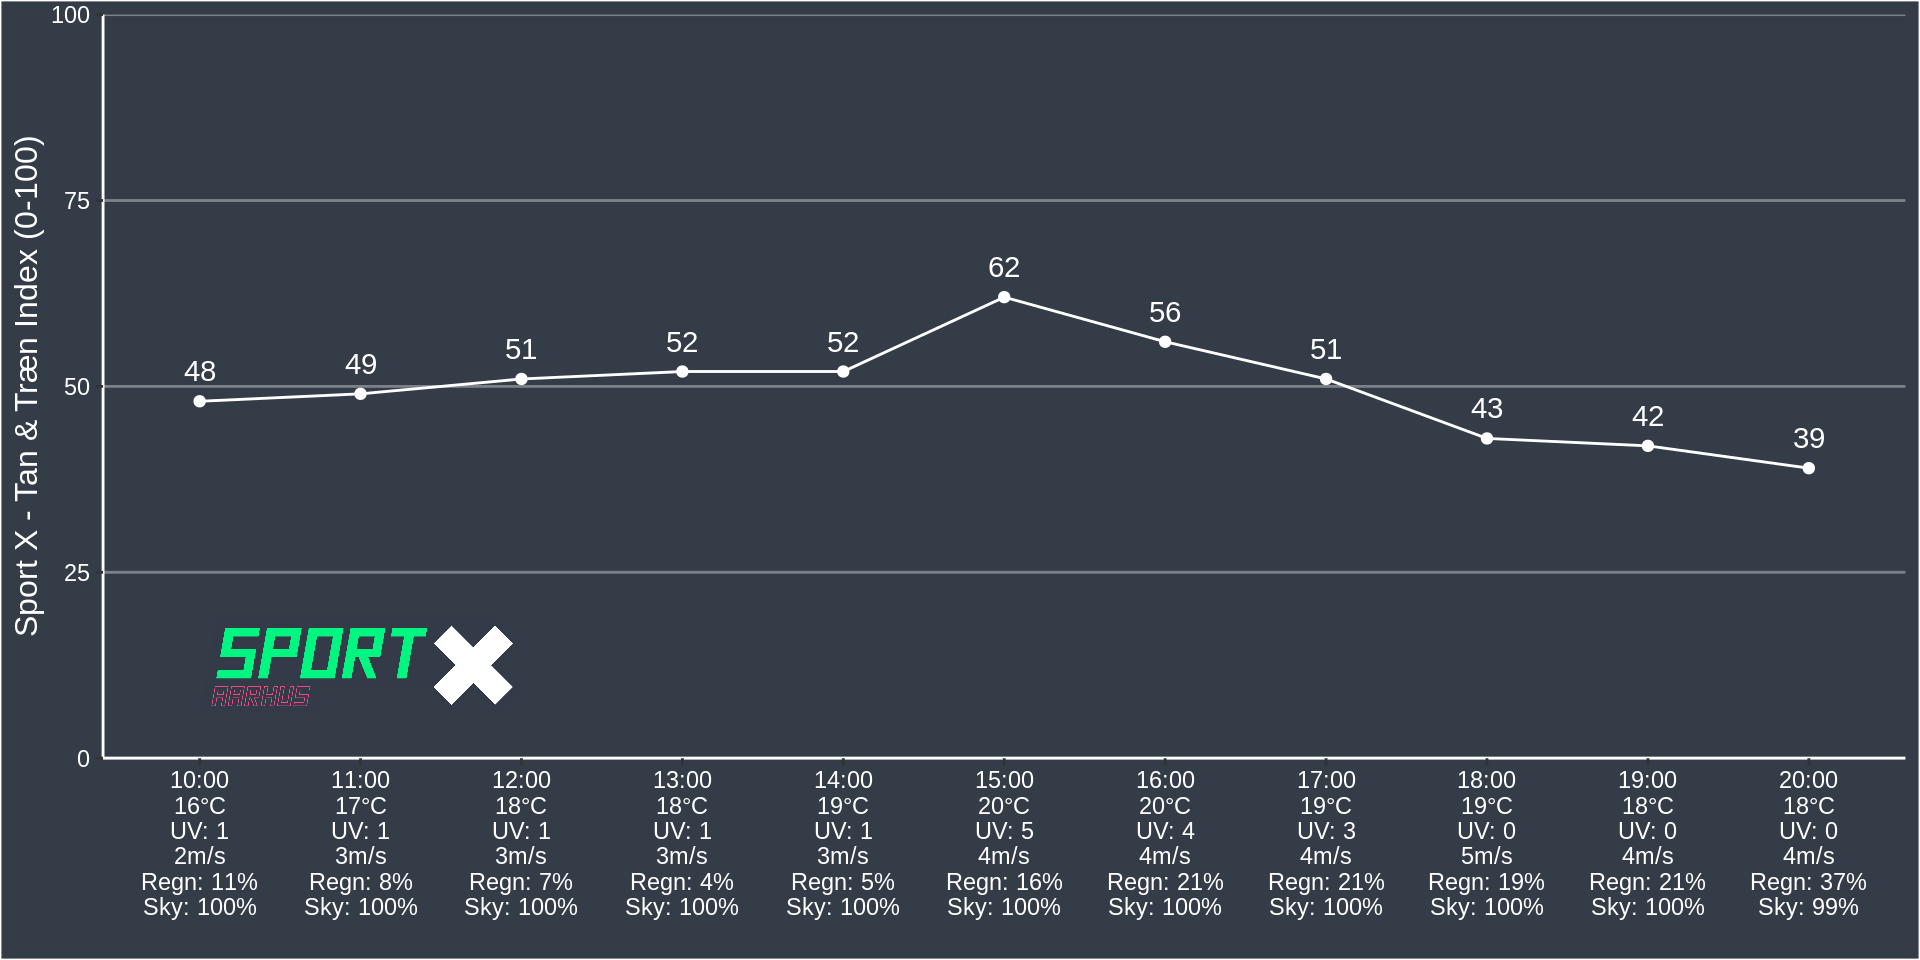 Sport X - Tan & Træn Index (0-100)
100
75
50
25
0
48
49
51
52
52
62
56
51
43
42
39
SPORT X
AARHUS
10:00 11:00 12:00 13:00 14:00 15:00 16:00 17:00 18:00 19:00 20:00
16°C 17°C 18°C 18°C 19°C 20°C 20°C 19°C 19°C 18°C 18°C
UV: 1 UV: 1 UV: 1 UV: 1 UV: 1 UV: 5 UV: 4 UV: 3 UV: 0 UV: 0 UV: 0
2m/s 3m/s 3m/s 3m/s 3m/s 4m/s 4m/s 4m/s 5m/s 4m/s 4m/s
Regn: 11% Regn: 8% Regn: 7% Regn: 4% Regn: 5% Regn: 16% Regn: 21% Regn: 21% Regn: 19% Regn: 21% Regn: 37%
Sky: 100% Sky: 100% Sky: 100% Sky: 100% Sky: 100% Sky: 100% Sky: 100% Sky: 100% Sky: 100% Sky: 100% Sky: 99%